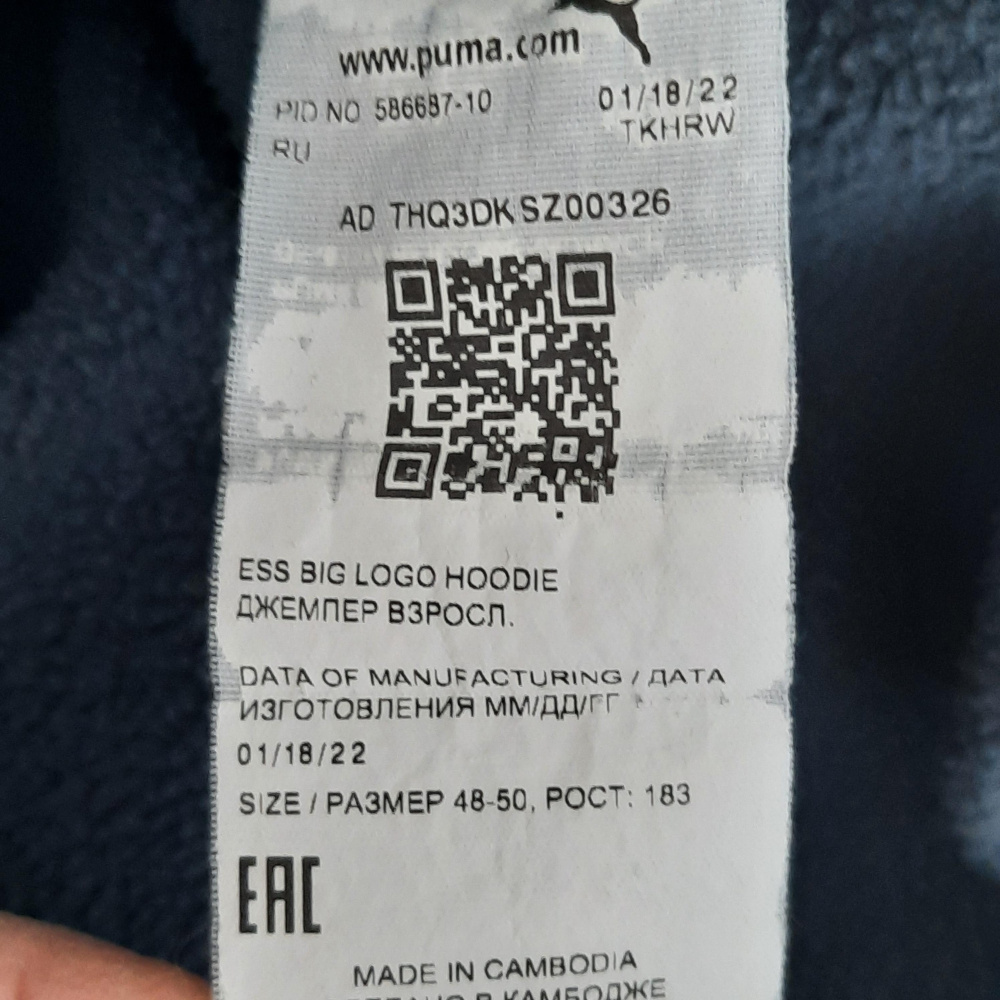 www.puma.com
PID NO 586687-10 01/18/22
RU TKHRW
AD THQ3DK SZ00326
ESS BIG LOGO HOODIE
ДЖЕМПЕР ВЗРОСЛ.
DATA OF MANUFACTURING / ДАТА
ИЗГОТОВЛЕНИЯ ММ/ДД/ГГ
01/18/22
SIZE / РАЗМЕР 48-50, РОСТ: 183
EAC
MADE IN CAMBODIA
СДЕЛАНО В КАМБОДЖЕ